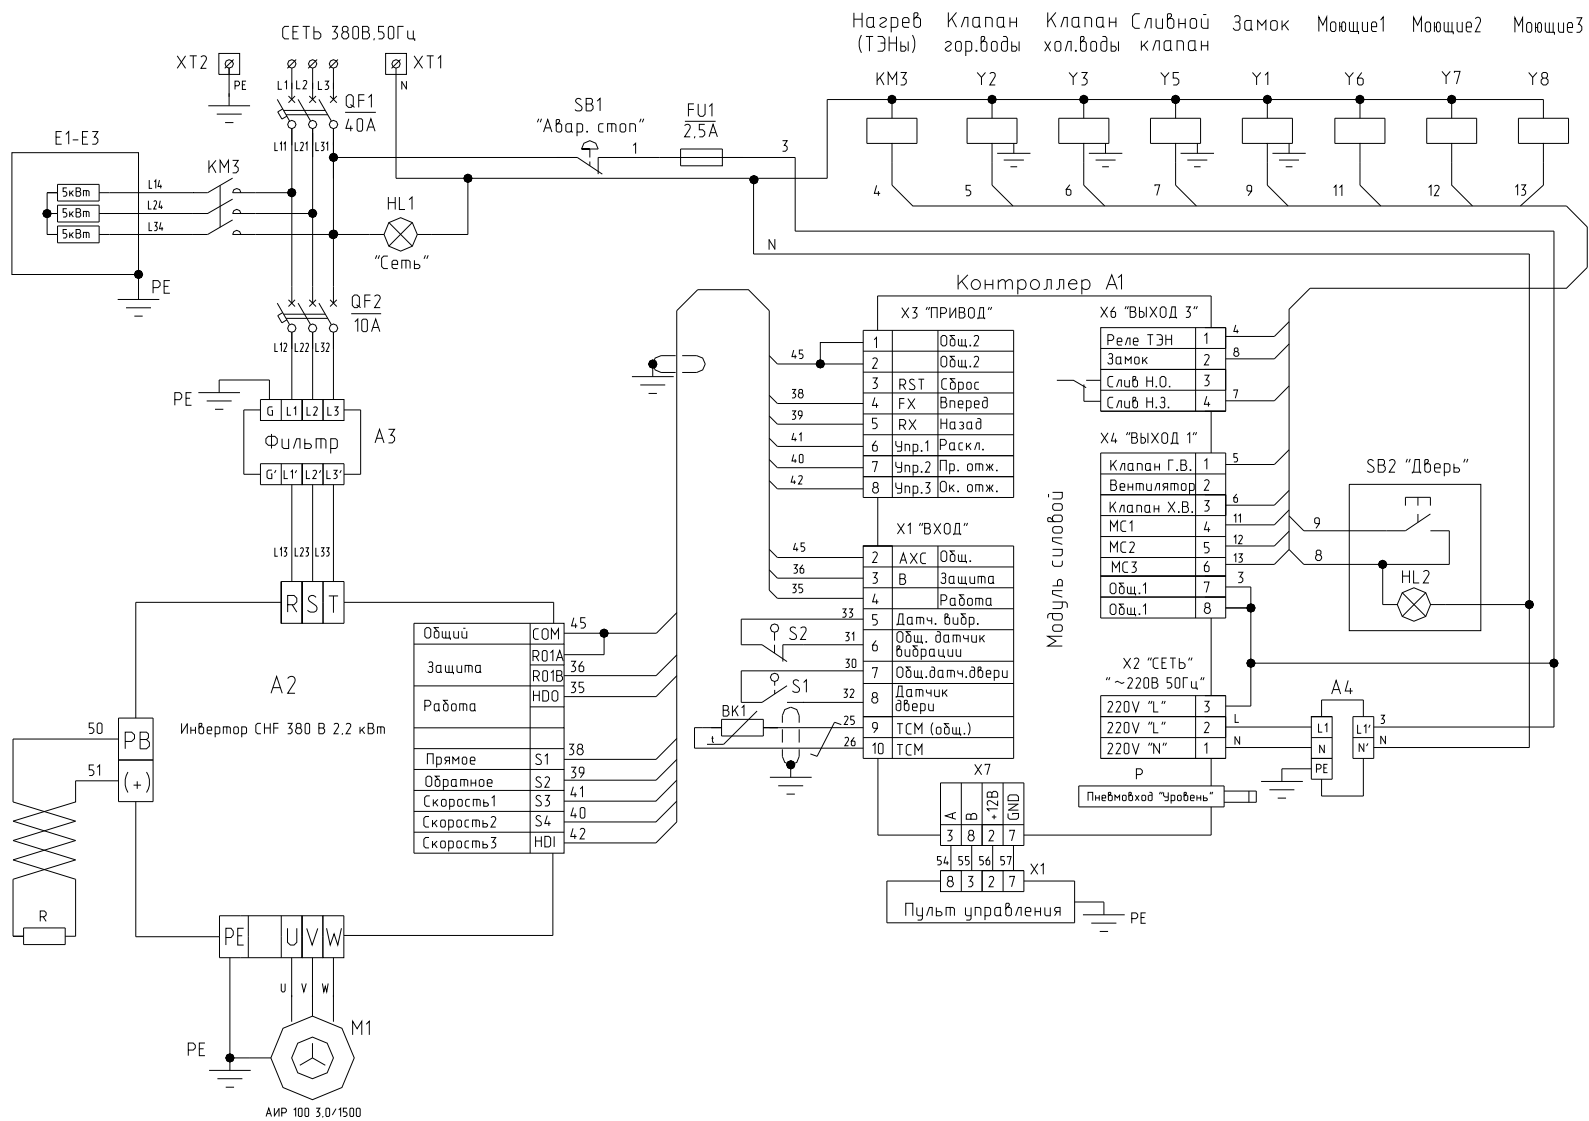 СЕТЬ 380В,50Гц
Нагрев
(ТЭНы)
Клапан
гор.воды
Клапан
хол.воды
Сливной
клапан
Замок
Моющие1
Моющие2
Моющие3
XT2
PE
L1
L2
L3
XT1
N
KM3
Y2
Y3
Y5
Y1
Y6
Y7
Y8
QF1
40А
SB1
"Авар. стоп"
1
FU1
2,5А
3
E1-E3
L11
L21
L31
KM3
5кВт
L14
5кВт
L24
5кВт
L34
HL1
"Сеть"
4
5
6
7
9
11
12
13
N
PE
QF2
10А
L12
L22
L32
PE
G
L1
L2
L3
Фильтр
A3
G'
L1'
L2'
L3'
L13
L23
L33
R
S
T
Контроллер А1
X3 "ПРИВОД"
1
Общ.2
45
2
Общ.2
3
RST
Сброс
38
4
FX
Вперед
39
5
RX
Назад
41
6
Упр.1
Раскл.
40
7
Упр.2
Пр. отж.
42
8
Упр.3
Ок. отж.
X1 "ВХОД"
45
2
AXC
Общ.
36
3
B
Защита
35
4
Работа
33
5
Датч. вибр.
S2
31
6
Общ. датчик
вибрации
30
7
Общ.датч.двери
S1
32
8
Датчик
двери
BK1
t
25
9
ТСМ (общ.)
26
10
ТСМ
Модуль силовой
X6 "ВЫХОД 3"
Реле ТЭН
1
4
Замок
2
8
Слив Н.О.
3
Слив Н.З.
4
7
X4 "ВЫХОД 1"
Клапан Г.В.
1
5
Вентилятор
2
Клапан Х.В.
3
6
МС1
4
11
МС2
5
12
МС3
6
13
Общ.1
7
3
Общ.1
8
X2 "СЕТЬ"
"~220В 50Гц"
220V "L"
3
220V "L"
2
L
220V "N"
1
N
SB2 "Дверь"
9
8
HL2
A4
L1
L1'
3
N
N'
N
PE
P
Пневмовход "Уровень"
X7
A
B
+12В
GND
3
8
2
7
54
55
56
57
X1
8
3
2
7
Пульт управления
PE
A2
Инвертор CHF 380 В 2,2 кВт
Общий
COM
45
RO1A
Защита
RO1B
36
HDO
35
Работа
Прямое
S1
38
Обратное
S2
39
Скорость1
S3
41
Скорость2
S4
40
Скорость3
HDI
42
50
PB
51
(+)
R
PE
U
V
W
U
V
W
M1
PE
АИР 100 3,0/1500